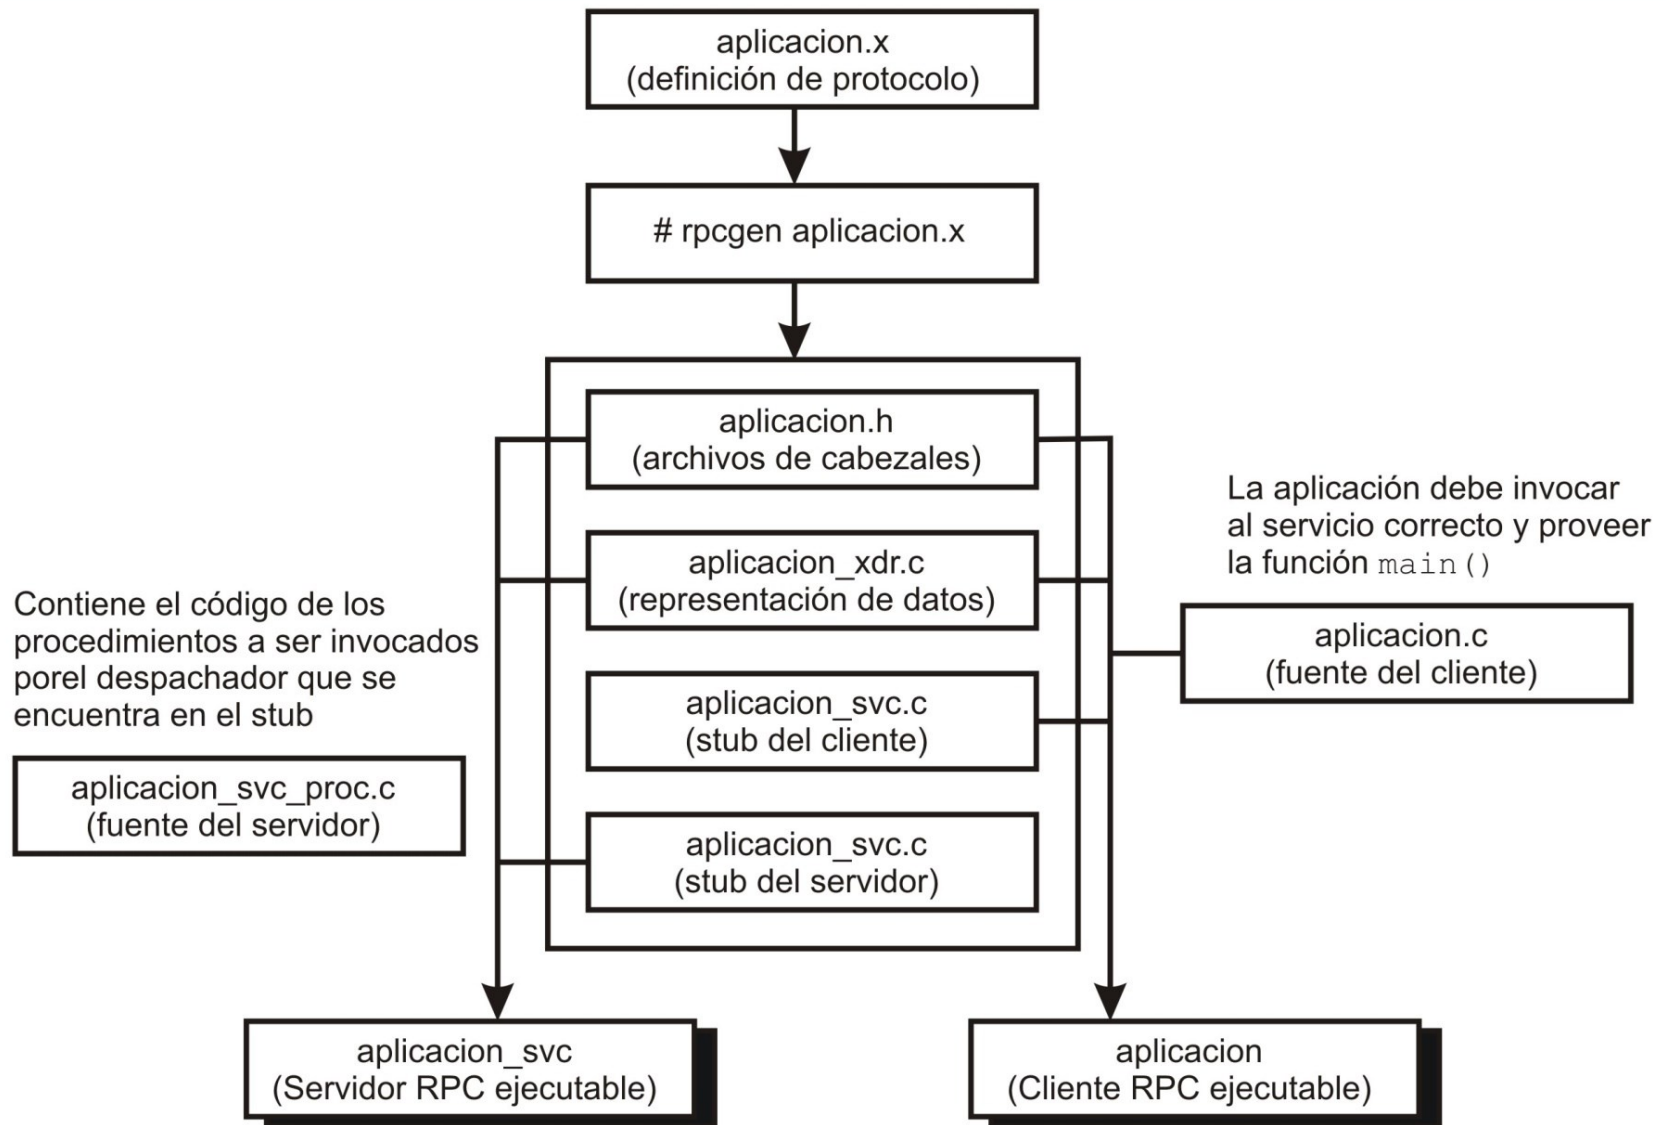 aplicacion.x
(definición de protocolo)
# rpcgen aplicacion.x
aplicacion.h
(archivos de cabezales)
aplicacion_xdr.c
(representación de datos)
aplicacion_svc.c
(stub del cliente)
aplicacion_svc.c
(stub del servidor)
Contiene el código de los
procedimientos a ser invocados
porel despachador que se
encuentra en el stub
aplicacion_svc_proc.c
(fuente del servidor)
La aplicación debe invocar
al servicio correcto y proveer
la función main()
aplicacion.c
(fuente del cliente)
aplicacion_svc
(Servidor RPC ejecutable)
aplicacion
(Cliente RPC ejecutable)